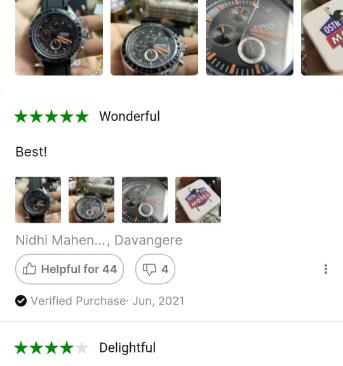 Wonderful
Best!
Nidhi Mahen..., Davangere
Helpful for 44
4
Verified Purchase · Jun, 2021
Delightful